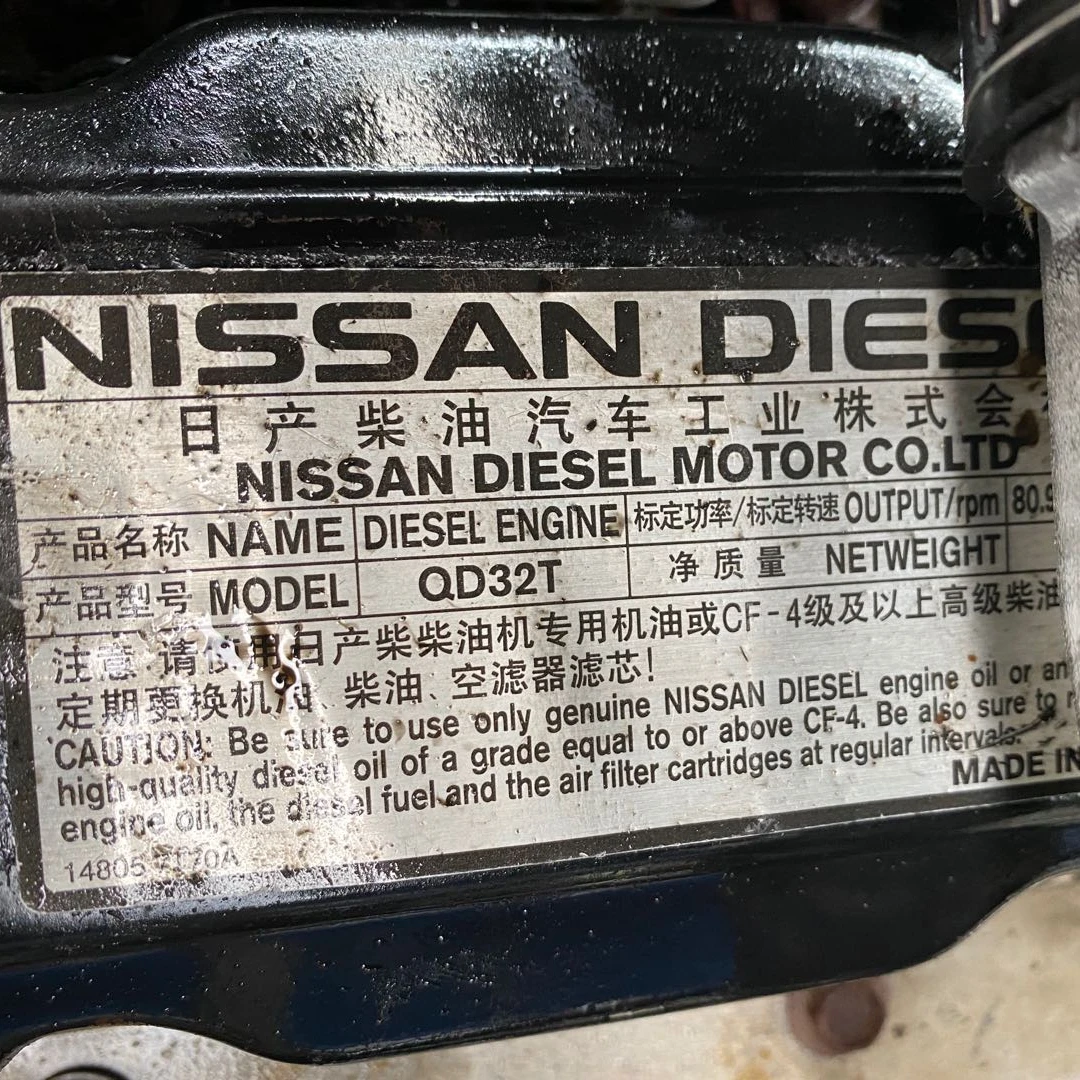 NISSAN DIES
日产柴油汽车工业株式会
NISSAN DIESEL MOTOR CO.LTD
产品名称 NAME DIESEL ENGINE 标定功率/标定转速 OUTPUT/rpm 80.9
产品型号 MODEL QD32T 净质量 NETWEIGHT
注意:请使用日产柴柴油机专用机油或CF-4级及以上高级柴油
定期更换机油、柴油、空滤器滤芯!
CAUTION: Be sure to use only genuine NISSAN DIESEL engine oil or an
high-quality diesel oil of a grade equal to or above CF-4. Be also sure to
engine oil, the diesel fuel and the air filter cartridges at regular intervals.
MADE IN
14805